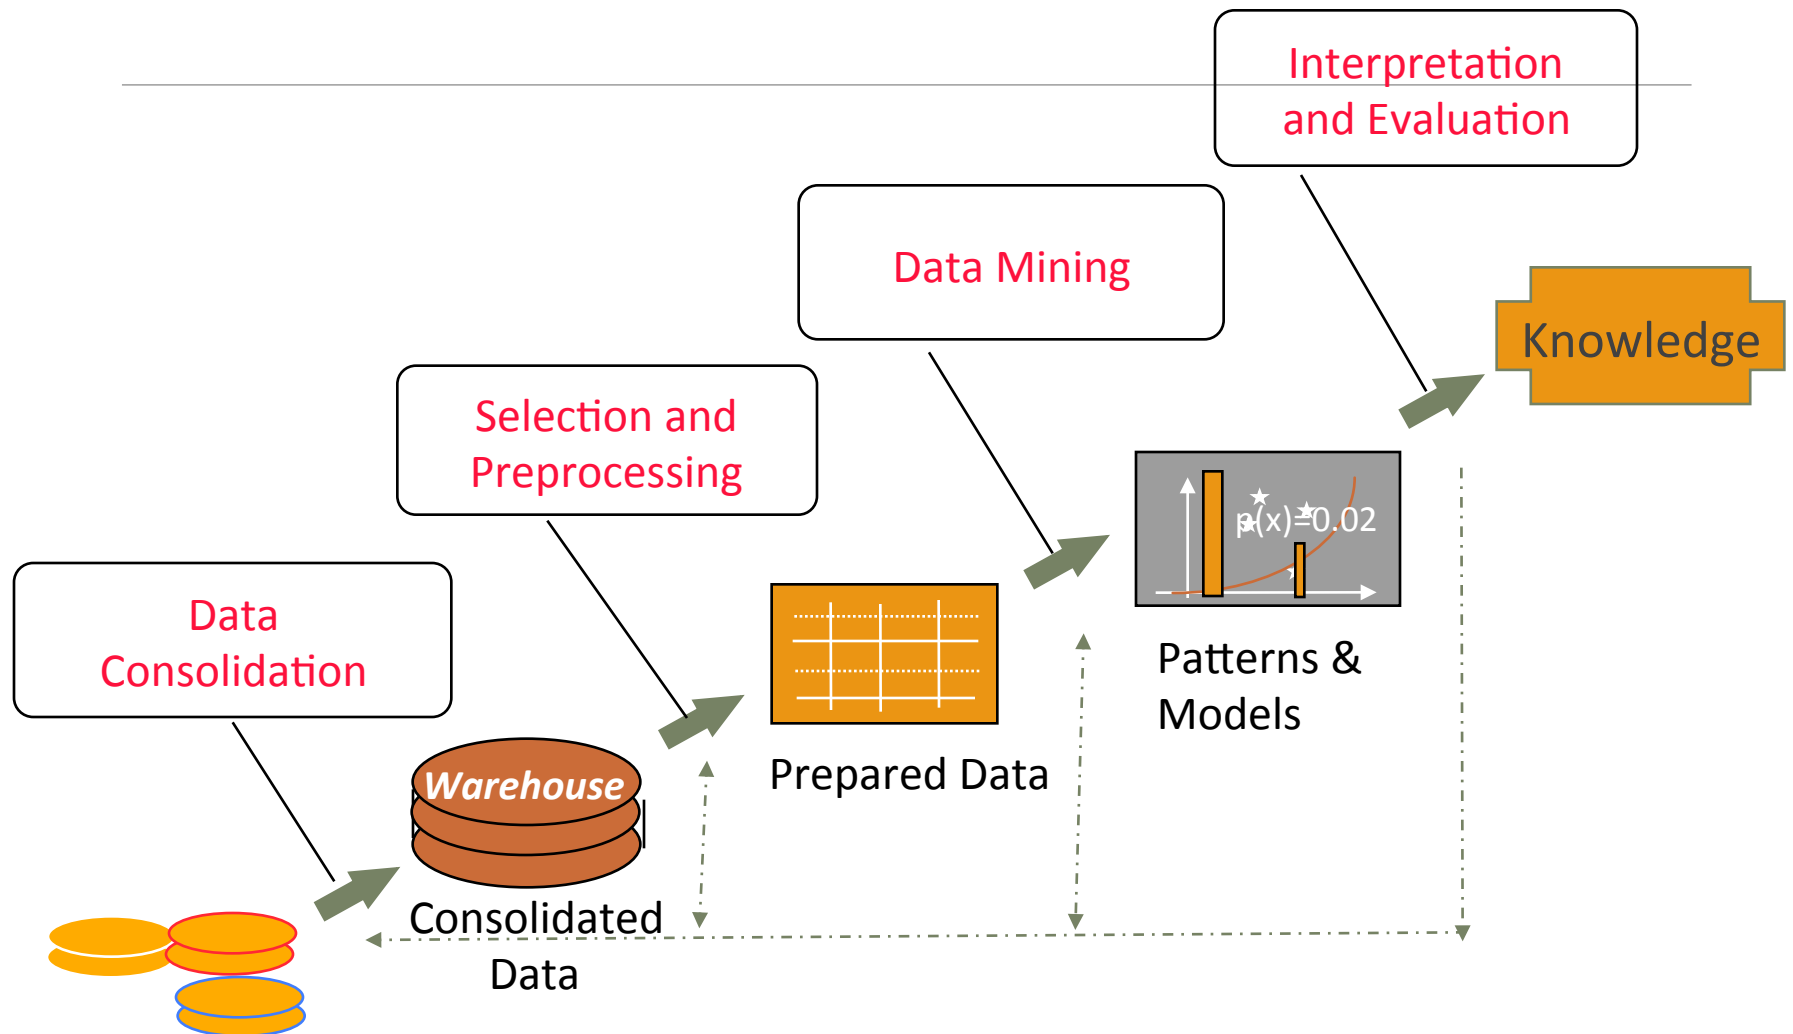 Interpretation
and Evaluation
Data Mining
Knowledge
Selection and
Preprocessing
p(x)=0.02
Data
Consolidation
Patterns &
Models
Warehouse
Prepared Data
Consolidated
Data